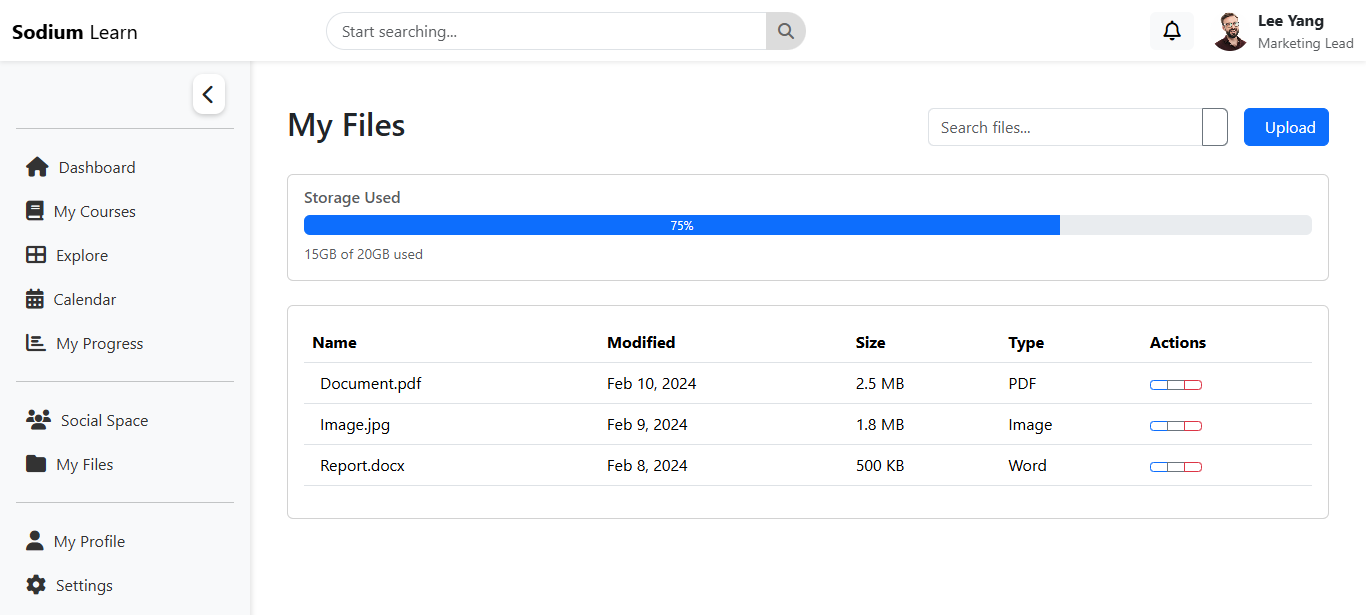 Sodium Learn
Start searching...
Lee Yang
Marketing Lead
Dashboard
My Courses
Explore
Calendar
My Progress
Social Space
My Files
My Profile
Settings
My Files
Search files...
Upload
Storage Used
75%
15GB of 20GB used
Name Modified Size Type Actions
Document.pdf Feb 10, 2024 2.5 MB PDF
Image.jpg Feb 9, 2024 1.8 MB Image
Report.docx Feb 8, 2024 500 KB Word